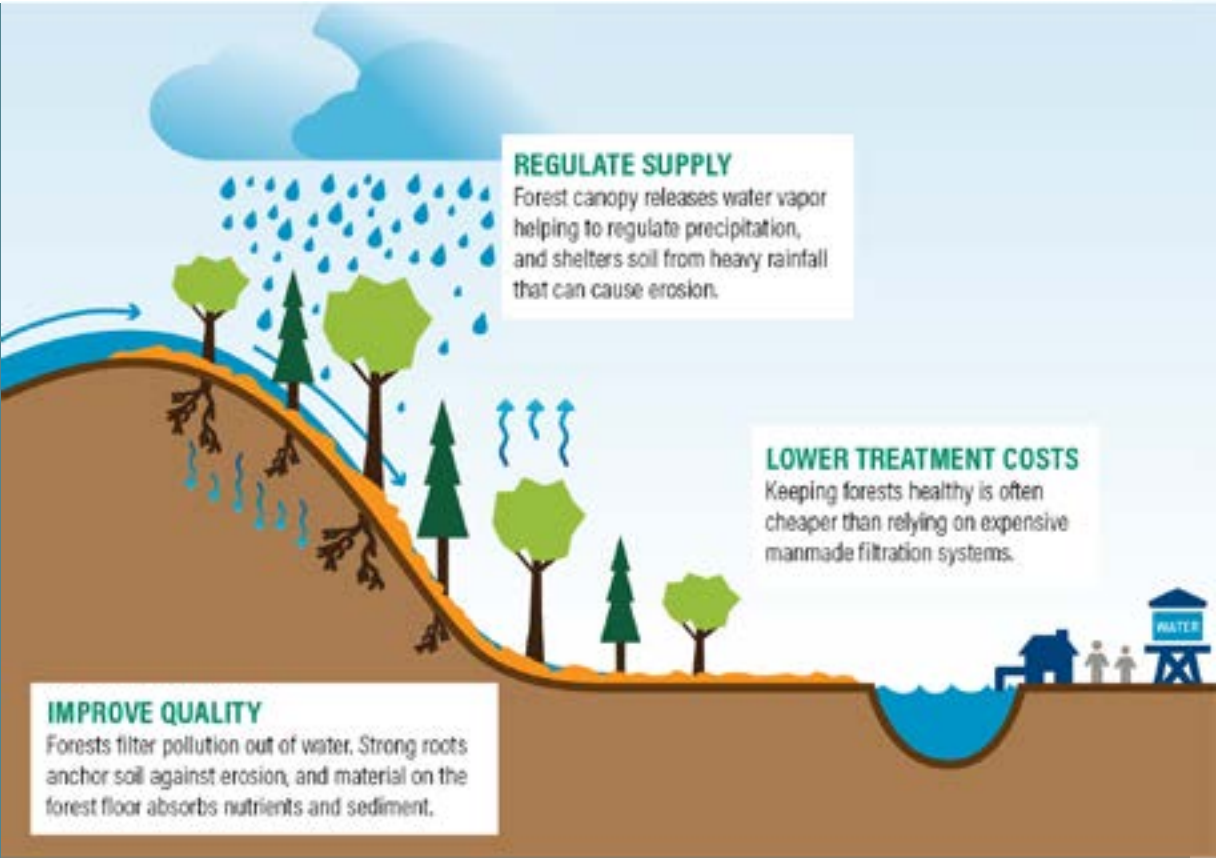 REGULATE SUPPLY
Forest canopy releases water vapor
helping to regulate precipitation,
and shelters soil from heavy rainfall
that can cause erosion.
LOWER TREATMENT COSTS
Keeping forests healthy is often
cheaper than relying on expensive
manmade filtration systems.
WATER
IMPROVE QUALITY
Forests filter pollution out of water. Strong roots
anchor soil against erosion, and material on the
forest floor absorbs nutrients and sediment.